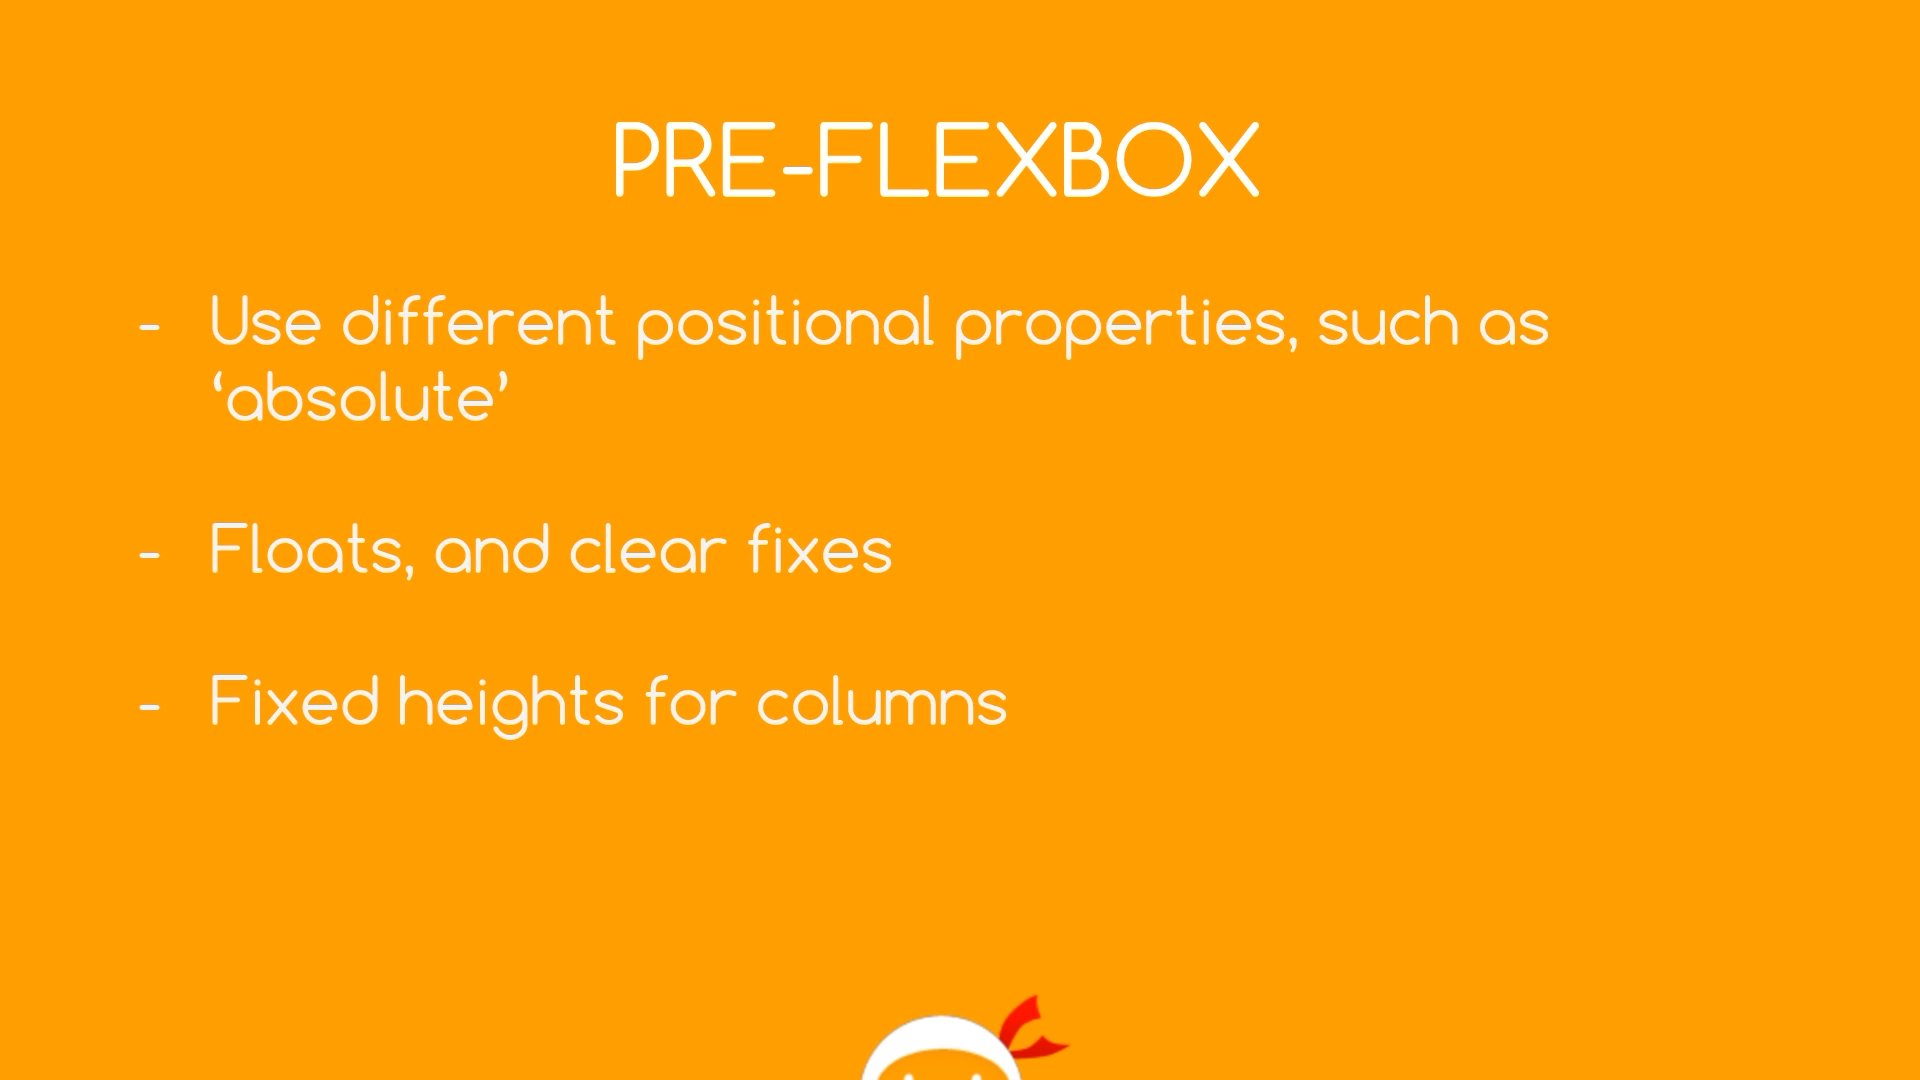 PRE-FLEXBOX
- Use different positional properties, such as
‘absolute’
- Floats, and clear fixes
- Fixed heights for columns